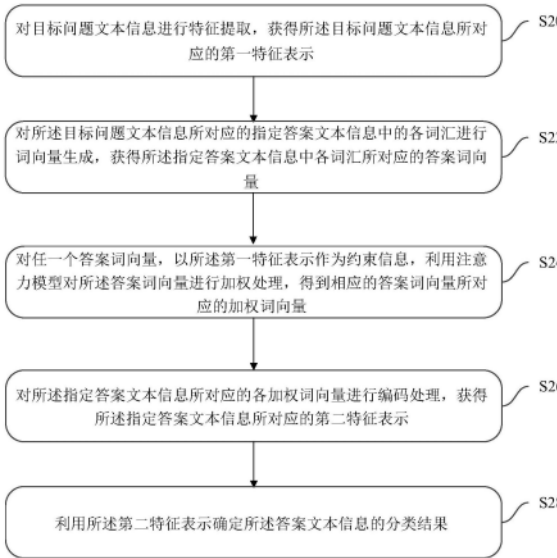 对目标问题文本信息进行特征提取，获得所述目标问题文本信息所对
应的第一特征表示
对所述目标问题文本信息所对应的指定答案文本信息中的各词汇进行
词向量生成，获得所述指定答案文本信息中各词汇所对应的答案词向
量
对任一个答案词向量，以所述第一特征表示作为约束信息，利用注意
力模型对所述答案词向量进行加权处理，得到相应的答案词向量所对
应的加权词向量
对所述指定答案文本信息所对应的各加权词向量进行编码处理，获得
所述指定答案文本信息所对应的第二特征表示
利用所述第二特征表示确定所述答案文本信息的分类结果